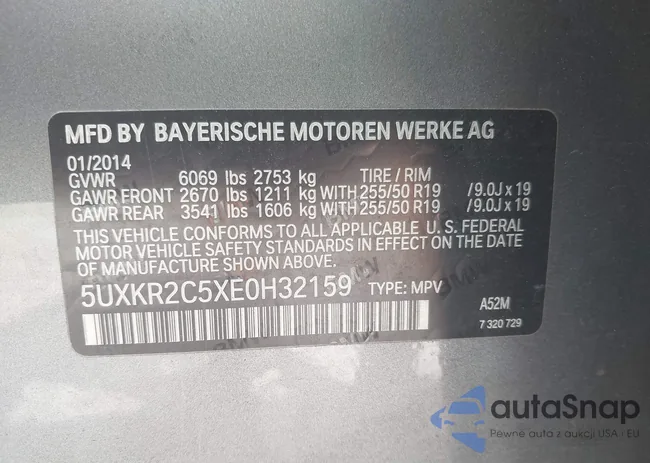 MFD BY BAYERISCHE MOTOREN WERKE AG
01/2014
GVWR 6069 lbs 2753 kg TIRE / RIM
GAWR FRONT 2670 lbs 1211 kg WITH 255/50 R19 /9.0J x 19
GAWR REAR 3541 lbs 1606 kg WITH 255/50 R19 /9.0J x 19
THIS VEHICLE CONFORMS TO ALL APPLICABLE U. S. FEDERAL
MOTOR VEHICLE SAFETY STANDARDS IN EFFECT ON THE DATE
OF MANUFACTURE SHOWN ABOVE.
5UXKR2C5XE0H32159 TYPE: MPV
A52M
7 320 729
autaSnap
Pewne auto z aukcji USA i EU